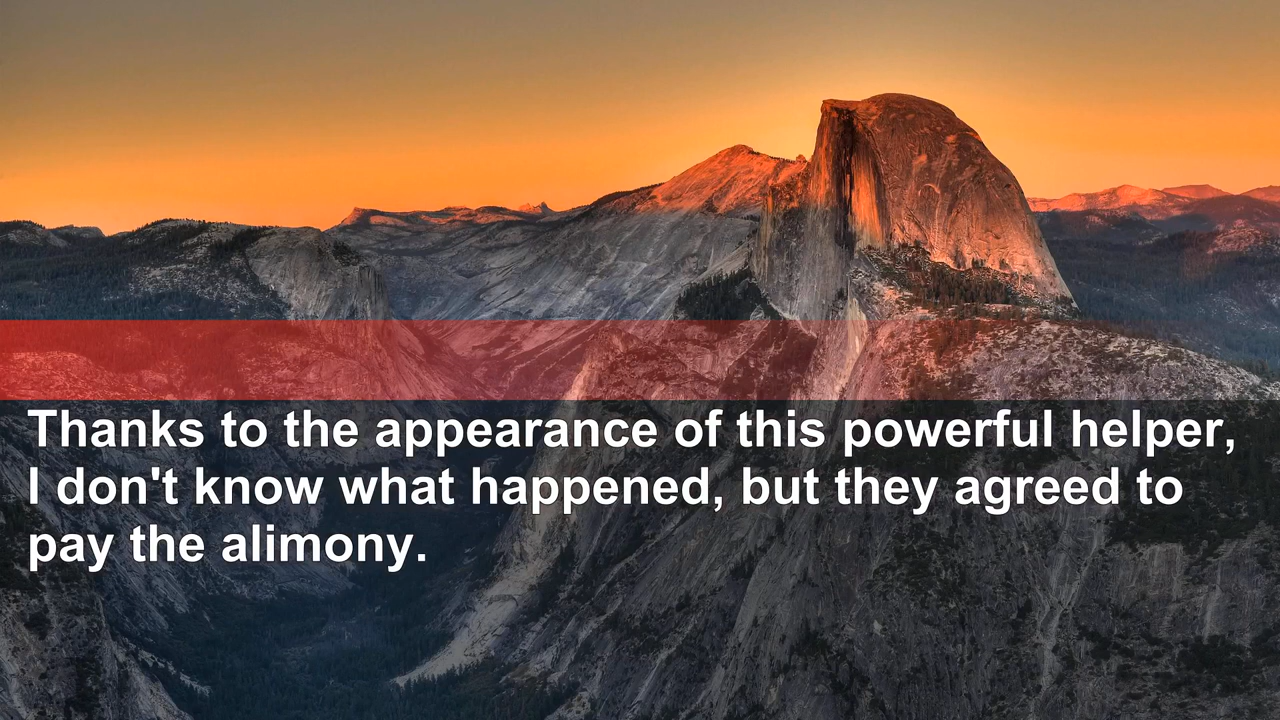 Thanks to the appearance of this powerful helper,
I don't know what happened, but they agreed to
pay the alimony.